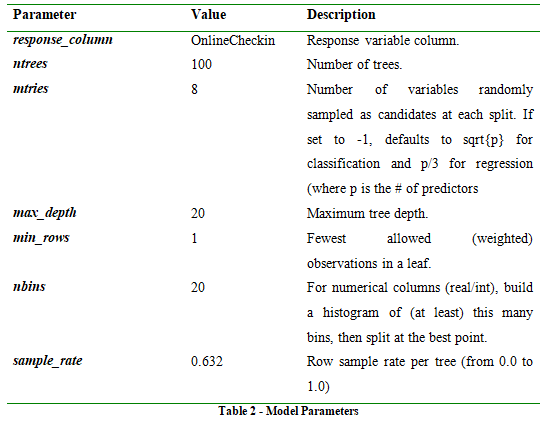 Parameter Value Description
response_column OnlineCheckin Response variable column.
ntrees 100 Number of trees.
mtries 8 Number of variables randomly
sampled as candidates at each split. If
set to -1, defaults to sqrt{p} for
classification and p/3 for regression
(where p is the # of predictors
max_depth 20 Maximum tree depth.
min_rows 1 Fewest allowed (weighted)
observations in a leaf.
nbins 20 For numerical columns (real/int), build
a histogram of (at least) this many
bins, then split at the best point.
sample_rate 0.632 Row sample rate per tree (from 0.0 to
1.0)
Table 2 - Model Parameters